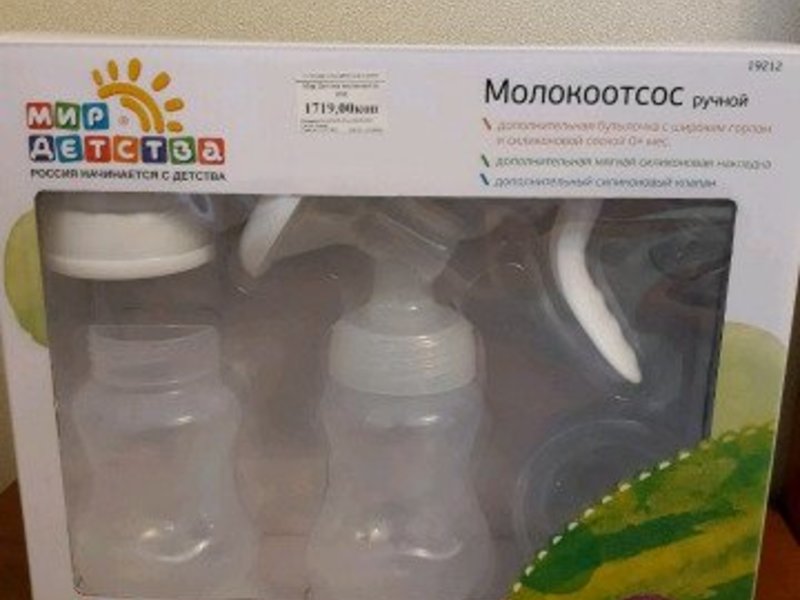 19212
МИР
ДЕТСТВА
РОССИЯ НАЧИНАЕТСЯ С ДЕТСТВА
1719,00коп
Молокоотсос ручной
дополнительная бутылочка с широким горлом
и силиконовой соской 0+ мес.
дополнительная мягкая силиконовая накладка
дополнительный силиконовый клапан